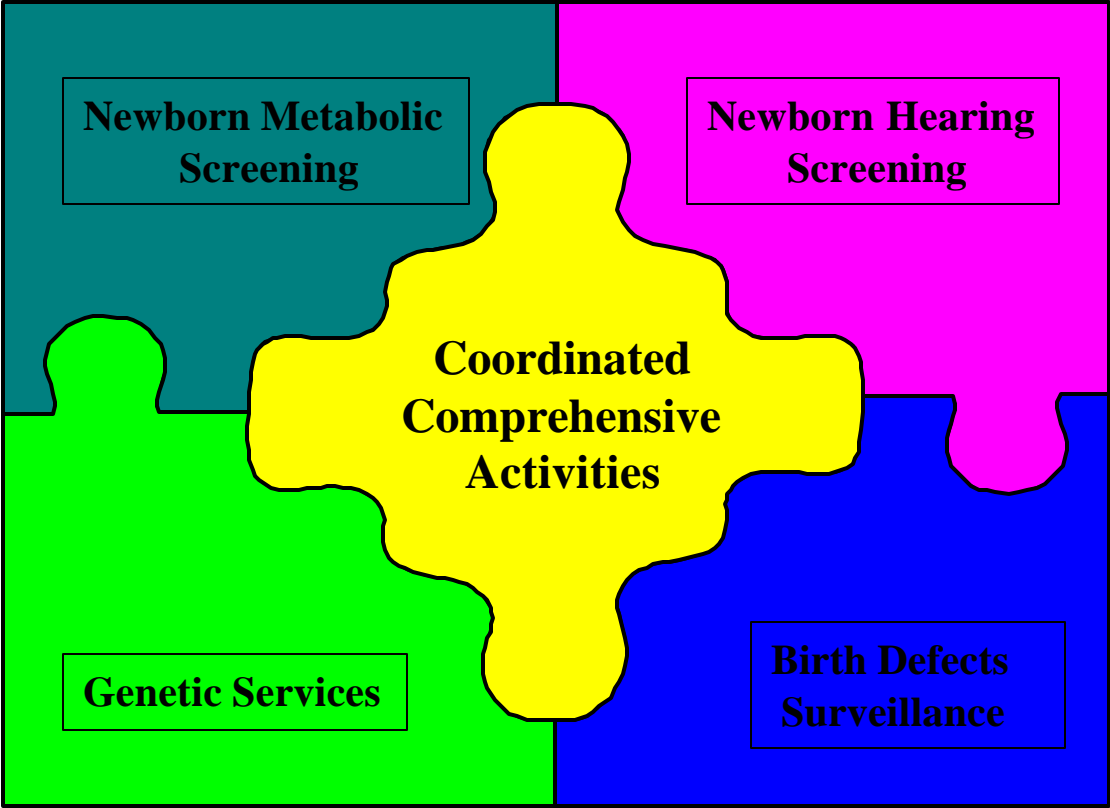 Newborn Metabolic
Screening
Newborn Hearing
Screening
Coordinated
Comprehensive
Activities
Genetic Services
Birth Defects
Surveillance